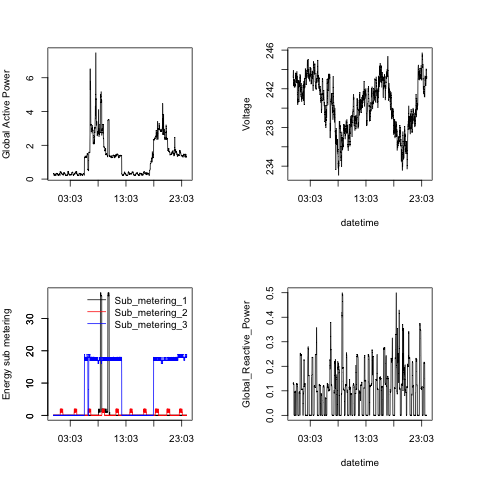 Global Active Power
6
4
2
0
03:03 13:03 23:03
Voltage
246
242
238
234
03:03 13:03 23:03
datetime
Energy sub metering
30
20
10
0
Sub_metering_1
Sub_metering_2
Sub_metering_3
03:03 13:03 23:03
Global_Reactive_Power
0.5
0.4
0.3
0.2
0.1
0.0
03:03 13:03 23:03
datetime